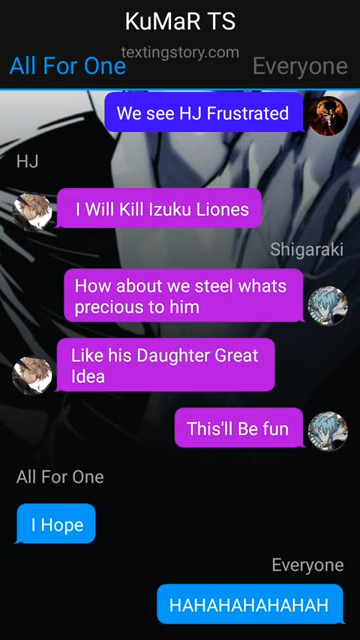 KuMaR TS
textingstory.com
All For One
Everyone
We see HJ Frustrated
HJ
I Will Kill Izuku Liones
Shigaraki
How about we steel whats
precious to him
Like his Daughter Great
Idea
This'll Be fun
All For One
I Hope
Everyone
HAHAHAHAHAHAH